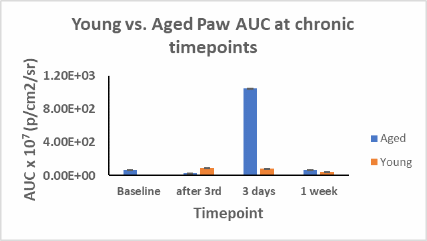 Young vs. Aged Paw AUC at chronic
timepoints
AUC x 10⁷ (p/cm2/sr)
1.20E+03
8.00E+02
4.00E+02
0.00E+00
Baseline after 3rd 3 days 1 week
Timepoint
Aged
Young